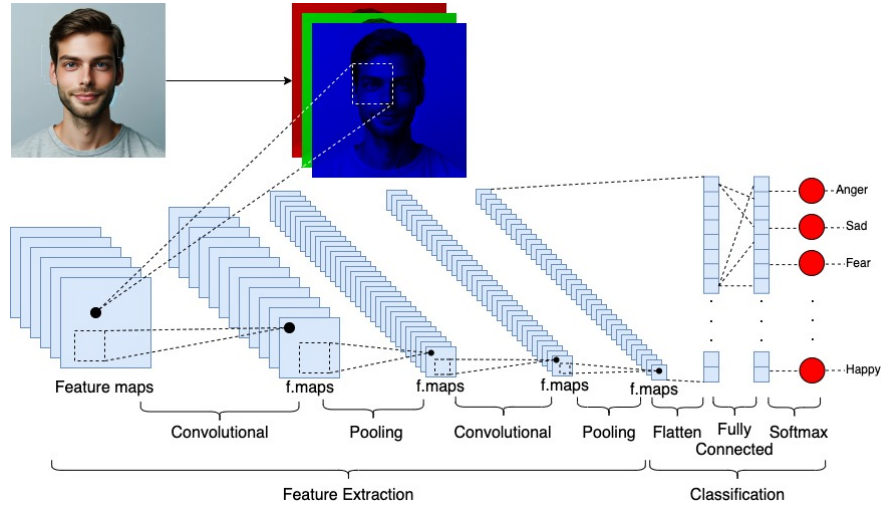 Anger
Sad
Fear
Happy
Feature maps
f.maps
f.maps
f.maps
f.maps
Convolutional
Pooling
Convolutional
Pooling
Flatten
Fully
Connected
Softmax
Feature Extraction
Classification